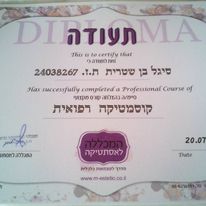 DIPLOMA
תעודה
This is to certify that
זאת לתעודה כי
סיגל בן שטרית ת.ז. 24038267
Has successfully completed a Professional Course of
סיימה בהצלחה קורס מקצועי
קוסמטיקה רפואית
20.07
Date
המכללה
לאסתטיקה
www.m-estetic.co.il